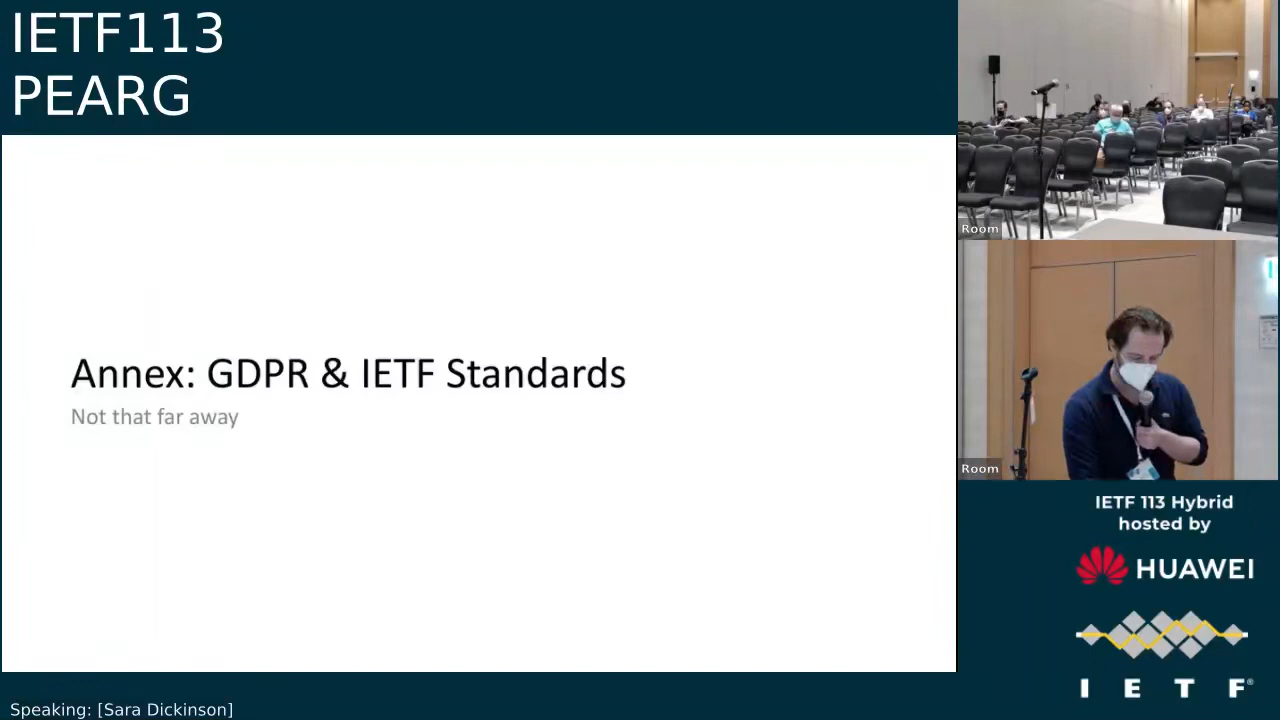 IETF113
PEARG
Room
Annex: GDPR & IETF Standards
Not that far away
Room
IETF 113 Hybrid
hosted by
HUAWEI
I E T F®
Speaking: [Sara Dickinson]